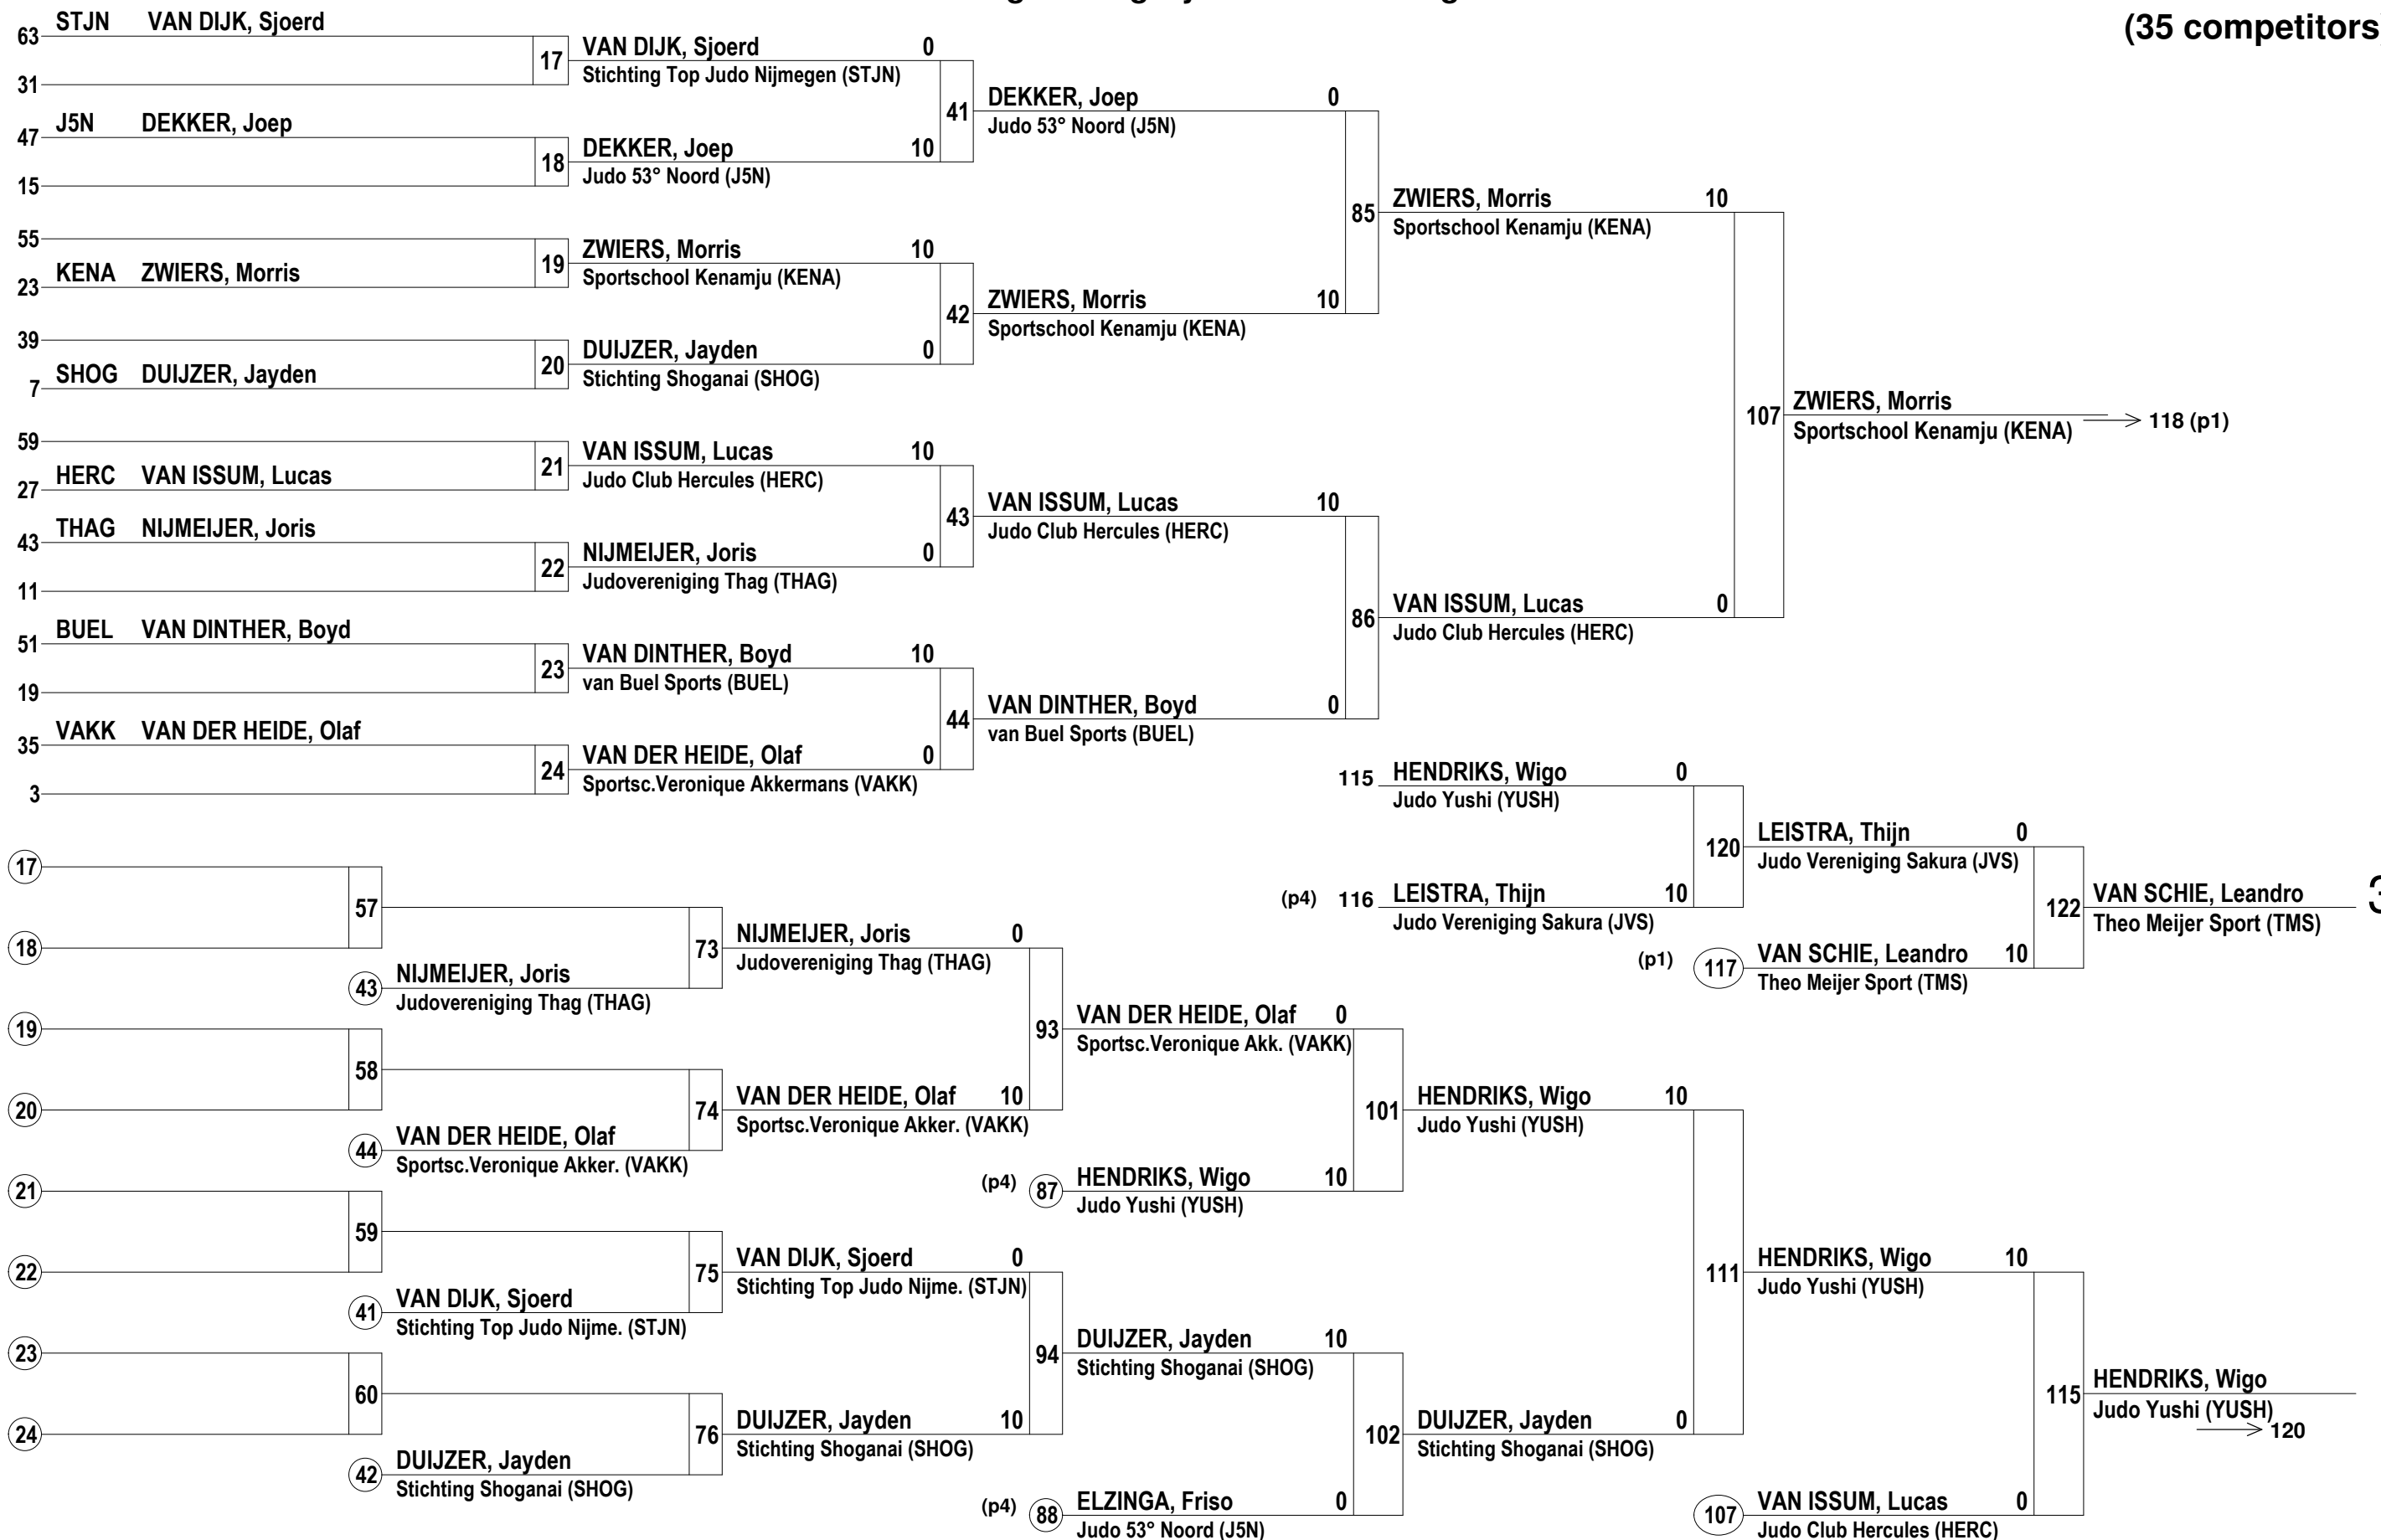 (35 competitors)
63 STJN VAN DIJK, Sjoerd
31
17 VAN DIJK, Sjoerd 0
Stichting Top Judo Nijmegen (STJN)
47 J5N DEKKER, Joep
15
18 DEKKER, Joep 10
Judo 53° Noord (J5N)
41 DEKKER, Joep 0
Judo 53° Noord (J5N)
55
23 KENA ZWIERS, Morris
19 ZWIERS, Morris 10
Sportschool Kenamju (KENA)
39
7 SHOG DUIJZER, Jayden
20 DUIJZER, Jayden 0
Stichting Shoganai (SHOG)
42 ZWIERS, Morris 10
Sportschool Kenamju (KENA)
85 ZWIERS, Morris 10
Sportschool Kenamju (KENA)
59
27 HERC VAN ISSUM, Lucas
21 VAN ISSUM, Lucas 10
Judo Club Hercules (HERC)
43 THAG NIJMEIJER, Joris
11
22 NIJMEIJER, Joris 0
Judovereniging Thag (THAG)
43 VAN ISSUM, Lucas 10
Judo Club Hercules (HERC)
51 BUEL VAN DINTHER, Boyd
19
23 VAN DINTHER, Boyd 10
van Buel Sports (BUEL)
35 VAKK VAN DER HEIDE, Olaf
3
24 VAN DER HEIDE, Olaf 0
Sportsc.Veronique Akkermans (VAKK)
44 VAN DINTHER, Boyd 0
van Buel Sports (BUEL)
86 VAN ISSUM, Lucas 0
Judo Club Hercules (HERC)
107 ZWIERS, Morris
Sportschool Kenamju (KENA) 118 (p1)
115 HENDRIKS, Wigo 0
Judo Yushi (YUSH)
(p4) 116 LEISTRA, Thijn 10
Judo Vereniging Sakura (JVS)
120 LEISTRA, Thijn 0
Judo Vereniging Sakura (JVS)
(p1) 117 VAN SCHIE, Leandro 10
Theo Meijer Sport (TMS)
122 VAN SCHIE, Leandro
Theo Meijer Sport (TMS)
17
18
57
43 NIJMEIJER, Joris
Judovereniging Thag (THAG)
73 NIJMEIJER, Joris 0
Judovereniging Thag (THAG)
19
20
58
44 VAN DER HEIDE, Olaf
Sportsc.Veronique Akker. (VAKK)
74 VAN DER HEIDE, Olaf 10
Sportsc.Veronique Akker. (VAKK)
93 VAN DER HEIDE, Olaf 0
Sportsc.Veronique Akk. (VAKK)
(p4) 87 HENDRIKS, Wigo 10
Judo Yushi (YUSH)
101 HENDRIKS, Wigo 10
Judo Yushi (YUSH)
21
22
59
41 VAN DIJK, Sjoerd
Stichting Top Judo Nijme. (STJN)
75 VAN DIJK, Sjoerd 0
Stichting Top Judo Nijme. (STJN)
23
24
60
42 DUIJZER, Jayden
Stichting Shoganai (SHOG)
76 DUIJZER, Jayden 10
Stichting Shoganai (SHOG)
94 DUIJZER, Jayden 10
Stichting Shoganai (SHOG)
(p4) 88 ELZINGA, Friso 0
Judo 53° Noord (J5N)
102 DUIJZER, Jayden 0
Stichting Shoganai (SHOG)
111 HENDRIKS, Wigo 10
Judo Yushi (YUSH)
107 VAN ISSUM, Lucas 0
Judo Club Hercules (HERC)
115 HENDRIKS, Wigo
Judo Yushi (YUSH)
120